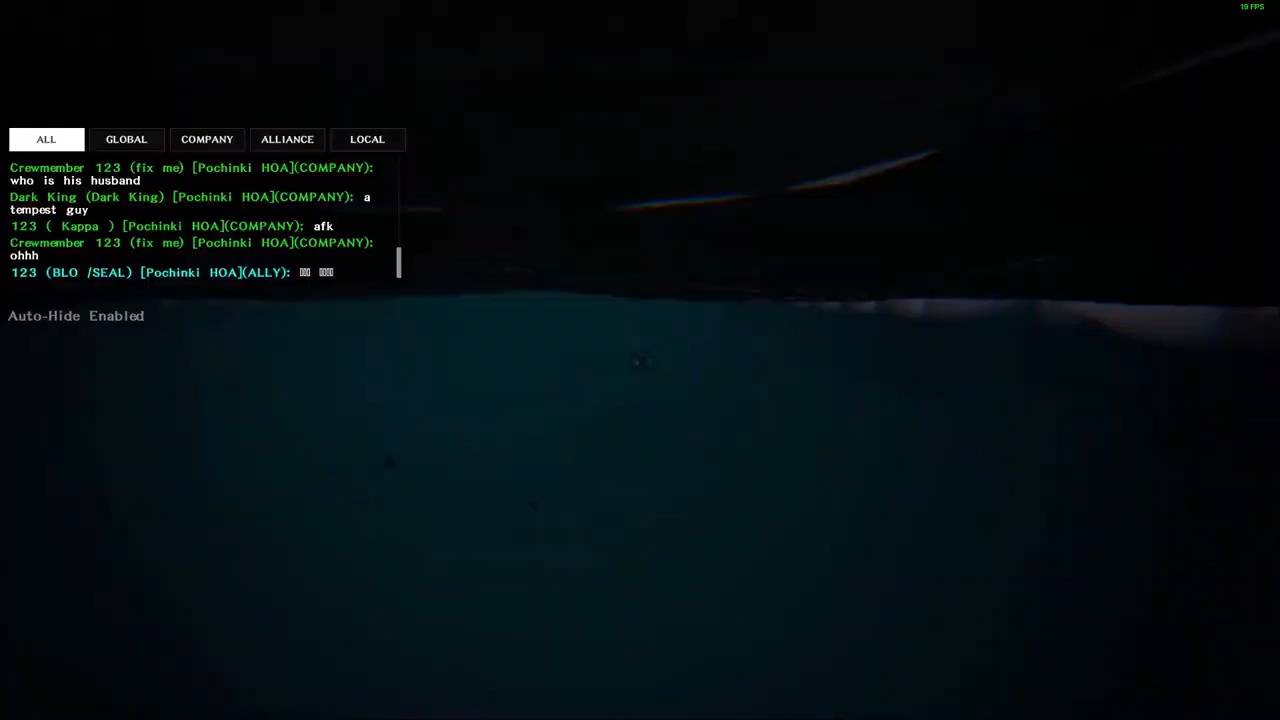 19 FPS
ALL GLOBAL COMPANY ALLIANCE LOCAL
Crewmember 123 (fix me) [Pochinki HOA](COMPANY):
who is his husband
Dark King (Dark King) [Pochinki HOA](COMPANY): a
tempest guy
123 ( Kappa ) [Pochinki HOA](COMPANY): afk
Crewmember 123 (fix me) [Pochinki HOA](COMPANY):
ohhh
123 (BLO /SEAL) [Pochinki HOA](ALLY):
Auto-Hide Enabled